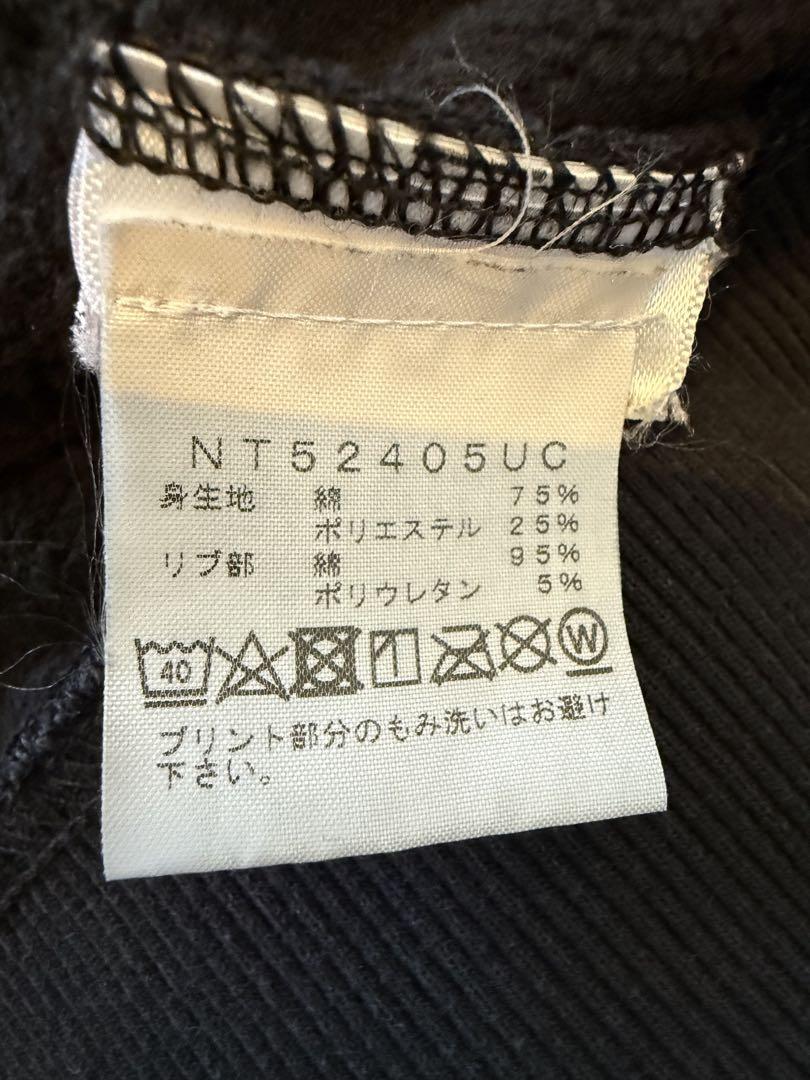 NT52405UC
身生地 綿 75%
ポリエステル 25%
リブ部 綿 95%
ポリウレタン 5%
40 W
プリント部分のもみ洗いはお避け
下さい。